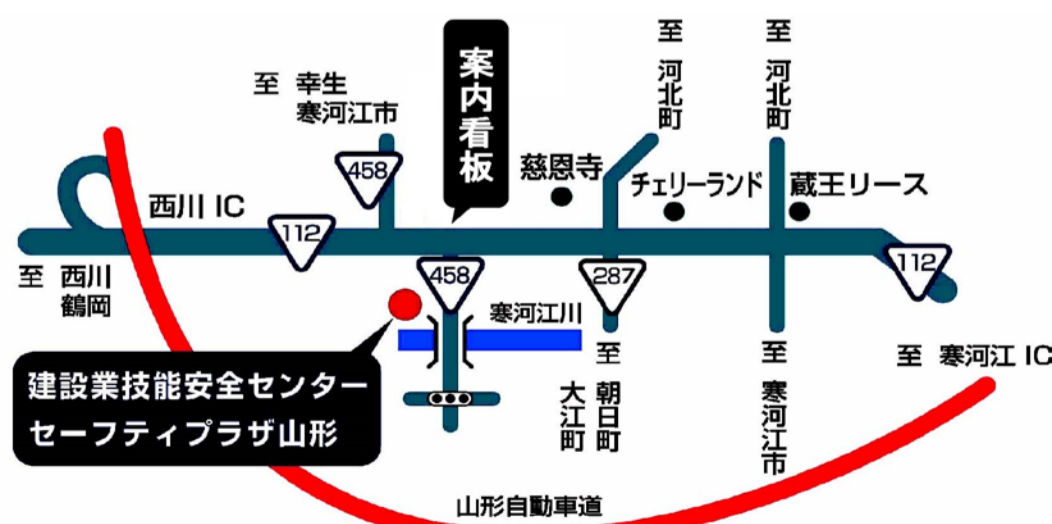 至 河北町
至 河北町
案内看板
至 幸生
寒河江市
458
慈恩寺
チェリーランド
蔵王リース
西川 IC
112
至 西川
鶴岡
458
287
112
寒河江川
建設業技能安全センター
セーフティプラザ山形
至 朝日町
大江町
至 寒河江市
至 寒河江 IC
山形自動車道